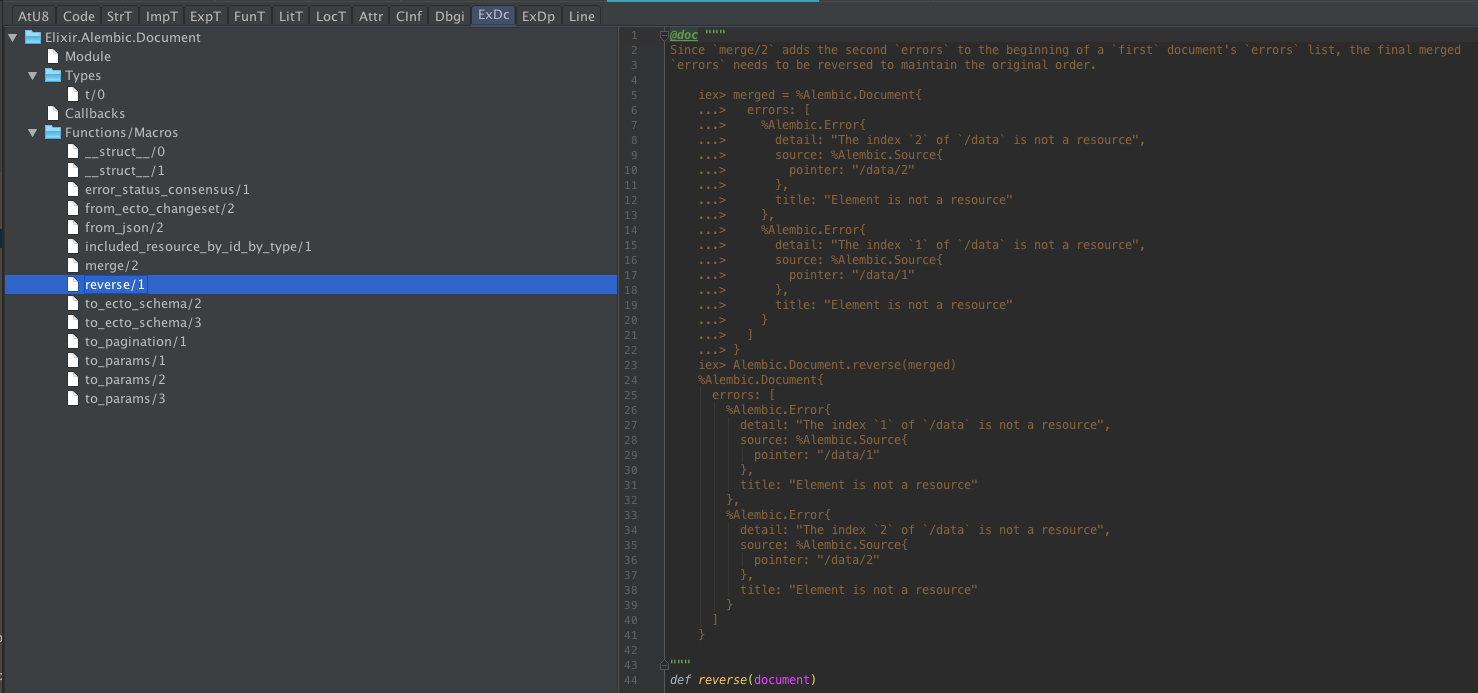 AtU8 Code StrT ImpT ExpT FunT LitT LocT Attr CInf Dbgi ExDc ExDp Line
Elixir.Alembic.Document
Module
Types
t/0
Callbacks
Functions/Macros
__struct__/0
__struct__/1
error_status_consensus/1
from_ecto_changeset/2
from_json/2
included_resource_by_id_by_type/1
merge/2
reverse/1
to_ecto_schema/2
to_ecto_schema/3
to_pagination/1
to_params/1
to_params/2
to_params/3
1 @doc """
2 Since `merge/2` adds the second `errors` to the beginning of a `first` document's `errors` list, the final merged
3 `errors` needs to be reversed to maintain the original order.
4
5     iex> merged = %Alembic.Document{
6     ...>   errors: [
7     ...>     %Alembic.Error{
8     ...>       detail: "The index `2` of `/data` is not a resource",
9     ...>       source: %Alembic.Source{
10     ...>         pointer: "/data/2"
11     ...>       },
12     ...>       title: "Element is not a resource"
13     ...>     },
14     ...>     %Alembic.Error{
15     ...>       detail: "The index `1` of `/data` is not a resource",
16     ...>       source: %Alembic.Source{
17     ...>         pointer: "/data/1"
18     ...>       },
19     ...>       title: "Element is not a resource"
20     ...>     }
21     ...>   ]
22     ...> }
23     iex> Alembic.Document.reverse(merged)
24     %Alembic.Document{
25       errors: [
26         %Alembic.Error{
27           detail: "The index `1` of `/data` is not a resource",
28           source: %Alembic.Source{
29             pointer: "/data/1"
30           },
31           title: "Element is not a resource"
32         },
33         %Alembic.Error{
34           detail: "The index `2` of `/data` is not a resource",
35           source: %Alembic.Source{
36             pointer: "/data/2"
37           },
38           title: "Element is not a resource"
39         }
40       ]
41     }
42
43 """
44 def reverse(document)